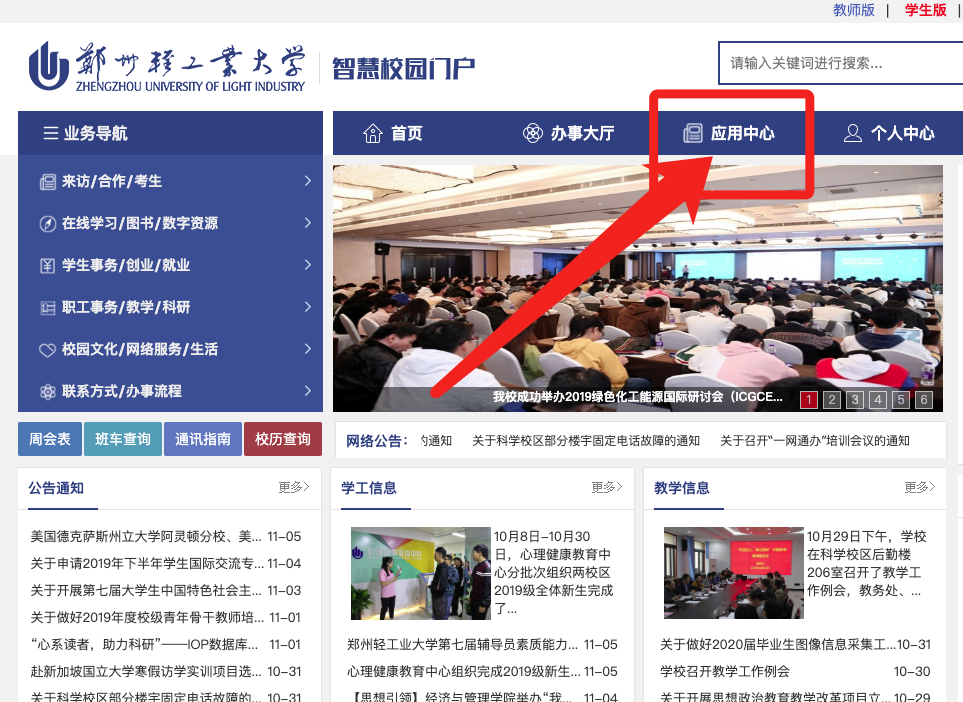 教师版 | 学生版 |
郑州轻工业大学
ZHENGZHOU UNIVERSITY OF LIGHT INDUSTRY
智慧校园门户
请输入关键词进行搜索...
业务导航
首页
办事大厅
应用中心
个人中心
来访/合作/考生
在线学习/图书/数字资源
学生事务/创业/就业
职工事务/教学/科研
校园文化/网络服务/生活
联系方式/办事流程
我校成功举办2019绿色化工能源国际研讨会（ICGCE...
1 2 3 4 5 6
周会表
班车查询
通讯指南
校历查询
网络公告：
的通知
关于科学校区部分楼宇固定电话故障的通知
关于召开“一网通办”培训会议的通知
公告通知
更多
美国德克萨斯州立大学阿灵顿分校、美... 11-05
关于申请2019年下半年学生国际交流专... 11-04
关于开展第七届大学生中国特色社会主... 11-03
关于做好2019年度校级青年骨干教师培... 11-01
“心系读者，助力科研”——IOP数据库... 11-01
赴新加坡国立大学寒假访学实训项目选... 10-31
关于科学校区部分楼宇固定电话故障的... 10-31
学工信息
更多
10月8日-10月30
日，心理健康教育中
心分批次组织两校区
2019级全体新生完成
了...
郑州轻工业大学第七届辅导员素质能力... 11-05
心理健康教育中心组织完成2019级新生... 11-05
【思想引领】经济与管理学院举办“我... 11-04
教学信息
更多
10月29日下午，学校
在科学校区后勤楼
206室召开了教学工
作例会，教务处、...
关于做好2020届毕业生图像信息采集工... 10-31
学校召开教学工作例会 10-30
关于开展思想政治教育教学改革项目立... 10-29